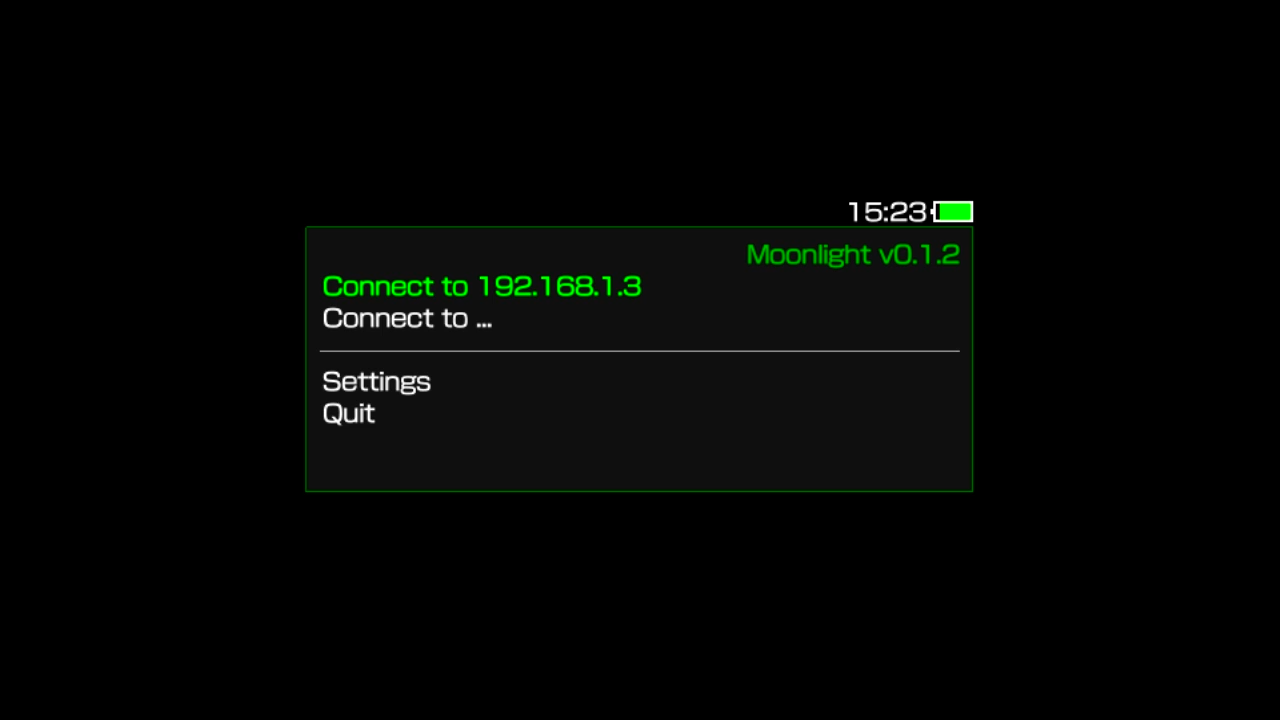 15:23
Moonlight v0.1.2
Connect to 192.168.1.3
Connect to ...
Settings
Quit